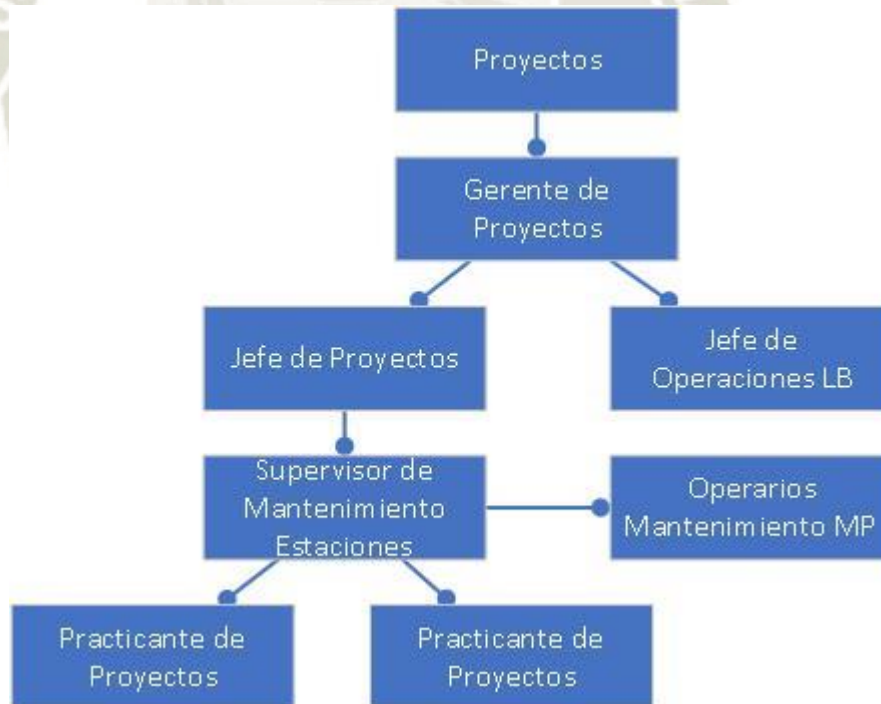 Proyectos
Gerente de
Proyectos
Jefe de Proyectos
Jefe de
Operaciones LB
Supervisor de
Mantenimiento
Estaciones
Operarios
Mantenimiento MP
Practicante de
Proyectos
Practicante de
Proyectos